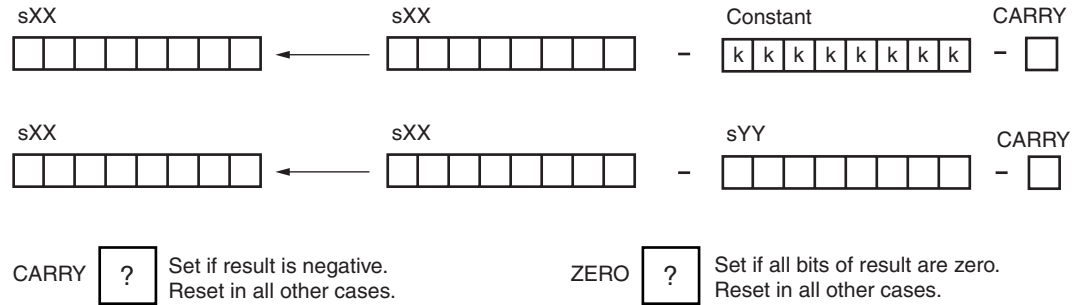 sXX sXX Constant CARRY
– k k k k k k k k –
sXX sXX sYY CARRY
– –
CARRY ? Set if result is negative. ZERO ? Set if all bits of result are zero.
Reset in all other cases. Reset in all other cases.